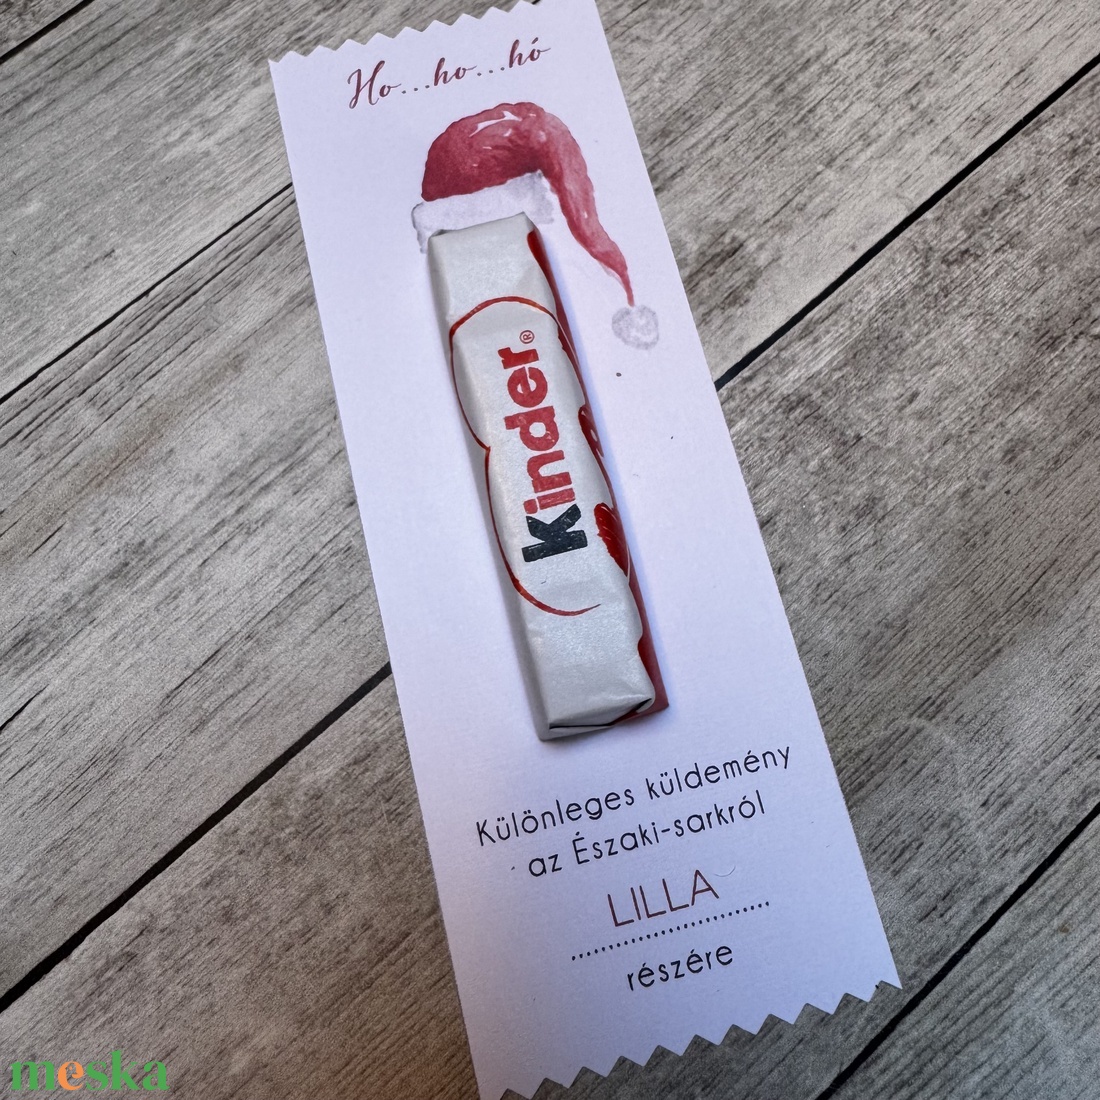 Ho...ho...hó
kinder®
Különleges küldemény
az Északi-sarkról
LILLA
részére
meska